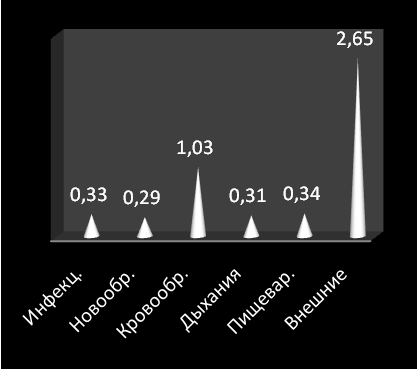 2,65
1,03
0,33
0,29
0,31
0,34
Инфекц.
Новообр.
Кровообр.
Дыхания
Пищевар.
Внешние